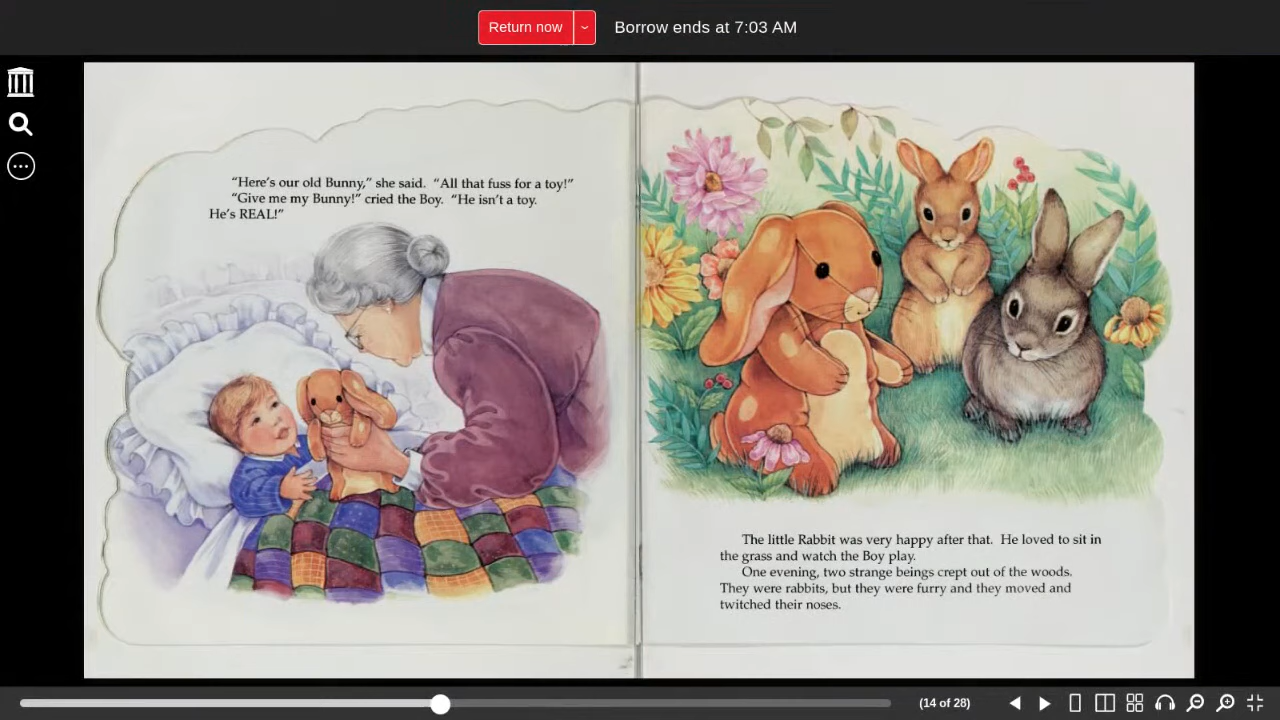 Return now
Borrow ends at 7:03 AM
“Here’s our old Bunny,” she said. “All that fuss for a toy!”
“Give me my Bunny!” cried the Boy. “He isn’t a toy.
He’s REAL!”
The little Rabbit was very happy after that. He loved to sit in
the grass and watch the Boy play.
One evening, two strange beings crept out of the woods.
They were rabbits, but they were furry and they moved and
twitched their noses.
(14 of 28)